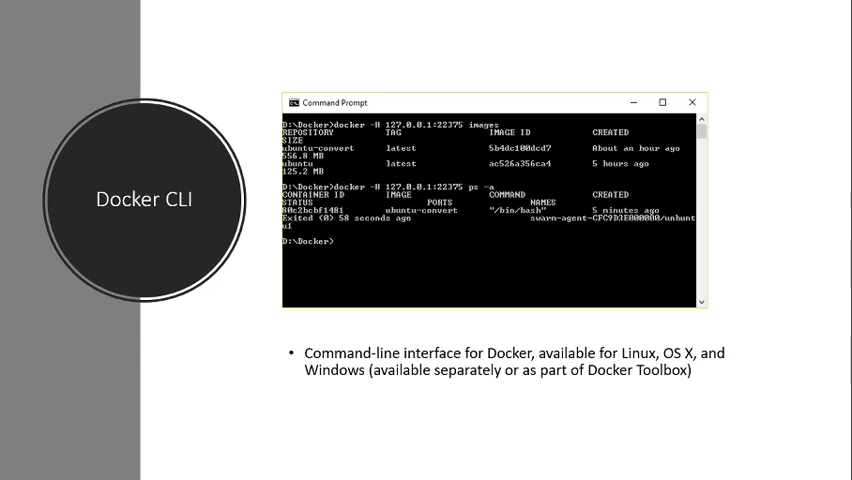 Docker CLI
Command Prompt
D:\Docker>docker -H 127.0.0.1:22375 images
REPOSITORY TAG IMAGE ID CREATED
SIZE
ubuntu-convert latest 5b4dc100dcd7 About an hour ago
556.8 MB
ubuntu latest ac526a356ca4 5 hours ago
125.2 MB
D:\Docker>docker -H 127.0.0.1:22375 ps -a
CONTAINER ID IMAGE COMMAND CREATED
STATUS PORTS NAMES
80c2bcbf1481 ubuntu-convert "/bin/bash" 5 minutes ago
Exited (0) 58 seconds ago swarm-agent-CFC9D3E000000/ubunt
u1
D:\Docker>
• Command-line interface for Docker, available for Linux, OS X, and
Windows (available separately or as part of Docker Toolbox)